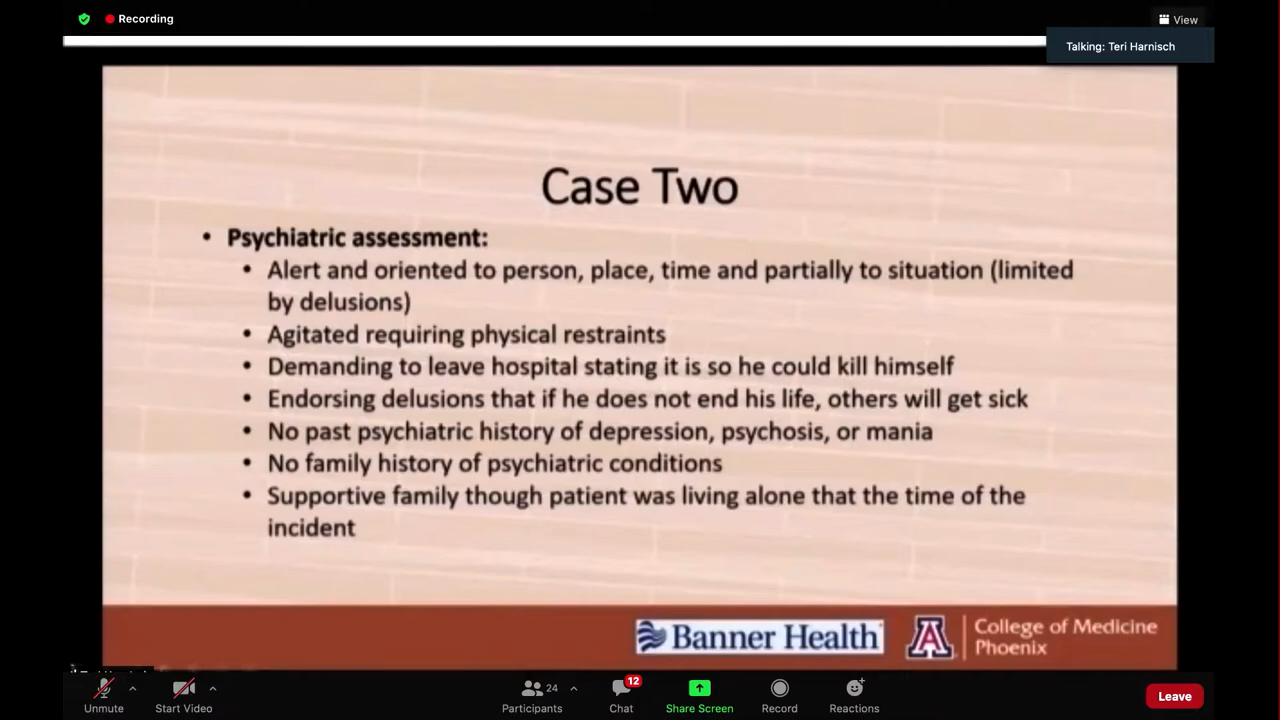 Recording
View
Talking: Teri Harnisch
Case Two
• Psychiatric assessment:
• Alert and oriented to person, place, time and partially to situation (limited
by delusions)
• Agitated requiring physical restraints
• Demanding to leave hospital stating it is so he could kill himself
• Endorsing delusions that if he does not end his life, others will get sick
• No past psychiatric history of depression, psychosis, or mania
• No family history of psychiatric conditions
• Supportive family though patient was living alone that the time of the
incident
Banner Health
A
College of Medicine
Phoenix
24
12
Unmute
Start Video
Participants
Chat
Share Screen
Record
Reactions
Leave